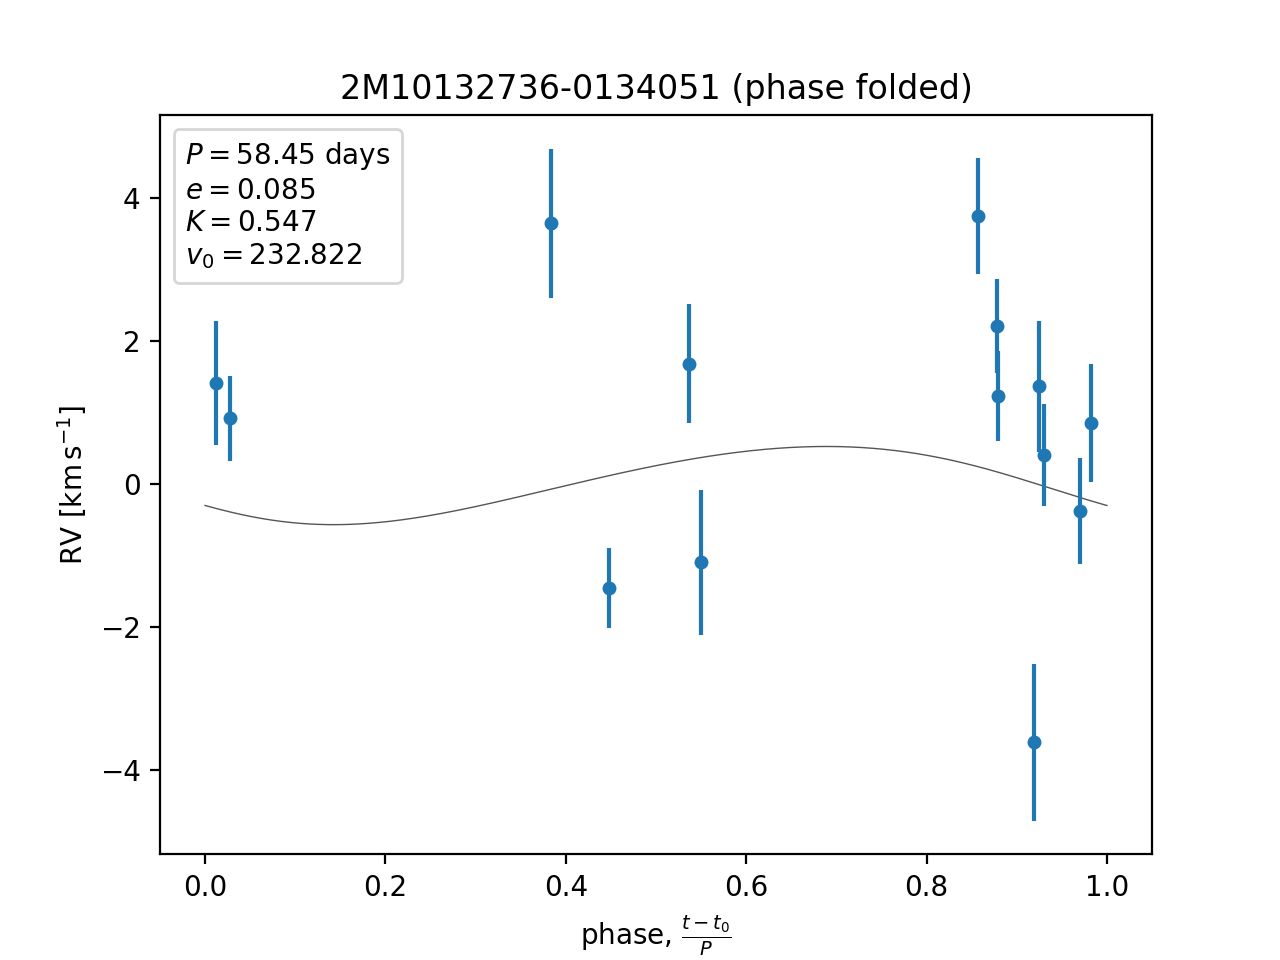 2M10132736-0134051 (phase folded)
P = 58.45 days
e = 0.085
K = 0.547
v₀ = 232.822
4
2
0
−2
−4
RV [km s⁻¹]
0.0 0.2 0.4 0.6 0.8 1.0
phase, (t − t₀)/P